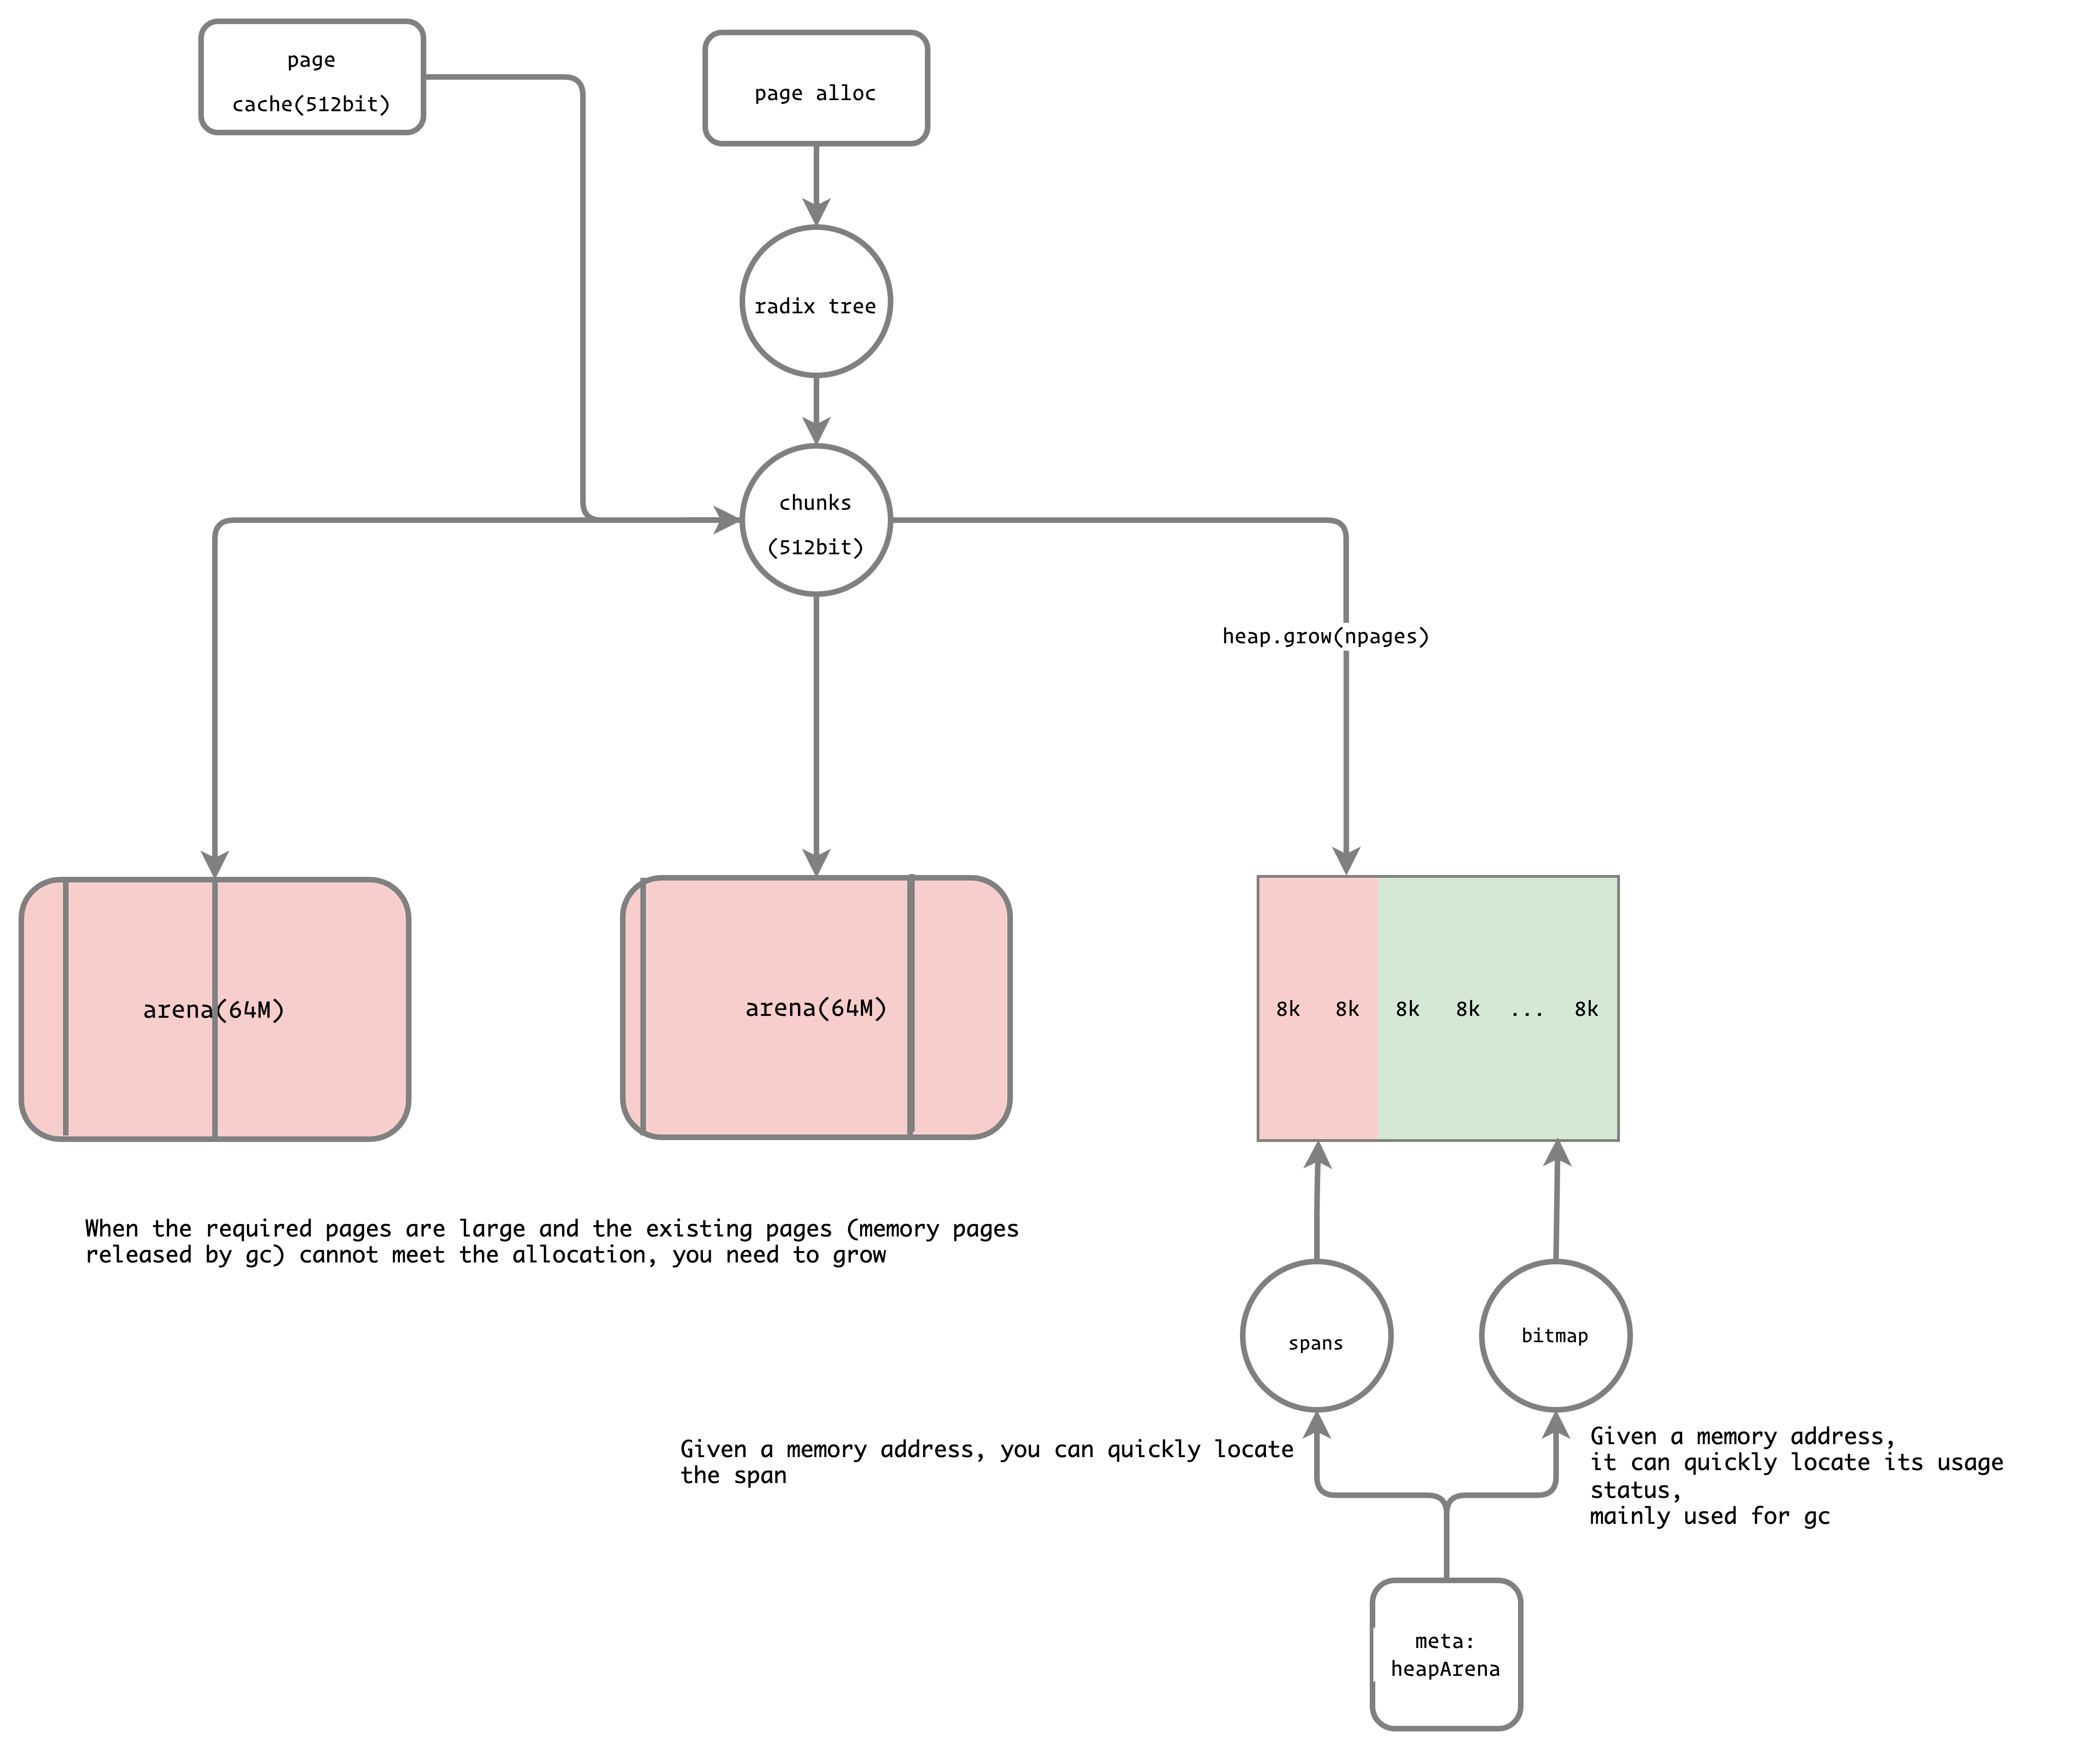 page
cache(512bit)
page alloc
radix tree
chunks
(512bit)
heap.grow(npages)
arena(64M)
arena(64M)
8k 8k 8k 8k ... 8k
When the required pages are large and the existing pages (memory pages
released by gc) cannot meet the allocation, you need to grow
spans
bitmap
Given a memory address, you can quickly locate
the span
Given a memory address,
it can quickly locate its usage
status,
mainly used for gc
meta:
heapArena